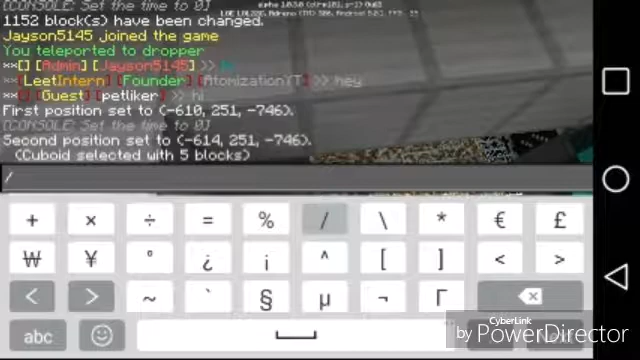 [CONSOLE: Set the time to 0]
1152 block(s) have been changed.
Jayson5145 joined the game
You teleported to dropper
**[] [Admin] [Jayson5145] >> hi
**[LeetIntern] [Founder] [AtomizationYT] >> hey
**[] [Guest] [petliker] >> hi
First position set to (-610, 251, -746).
[CONSOLE: Set the time to 0]
Second position set to (-614, 251, -746).
(Cuboid selected with 5 blocks)
/
+ × ÷ = % / \ * € £
₩ ¥ ° ¿ ¡ ^ [ ] < >
< > ~ ` § µ ¬ Γ
abc
CyberLink
by PowerDirector